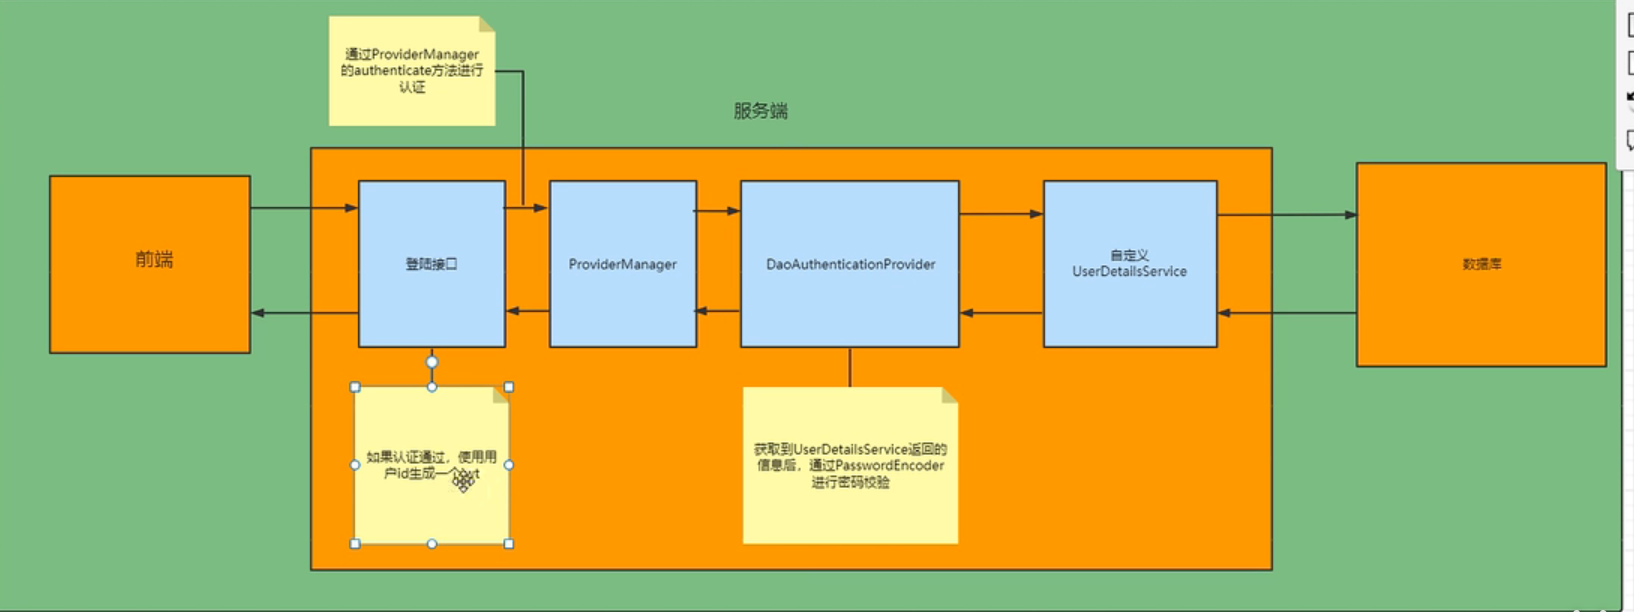 通过ProviderManager
的authenticate方法进行
认证
服务端
前端
登陆接口
ProviderManager
DaoAuthenticationProvider
自定义
UserDetailsService
数据库
如果认证通过，使用用
户id生成一个
获取到UserDetailsService返回的
信息后，通过PasswordEncoder
进行密码校验